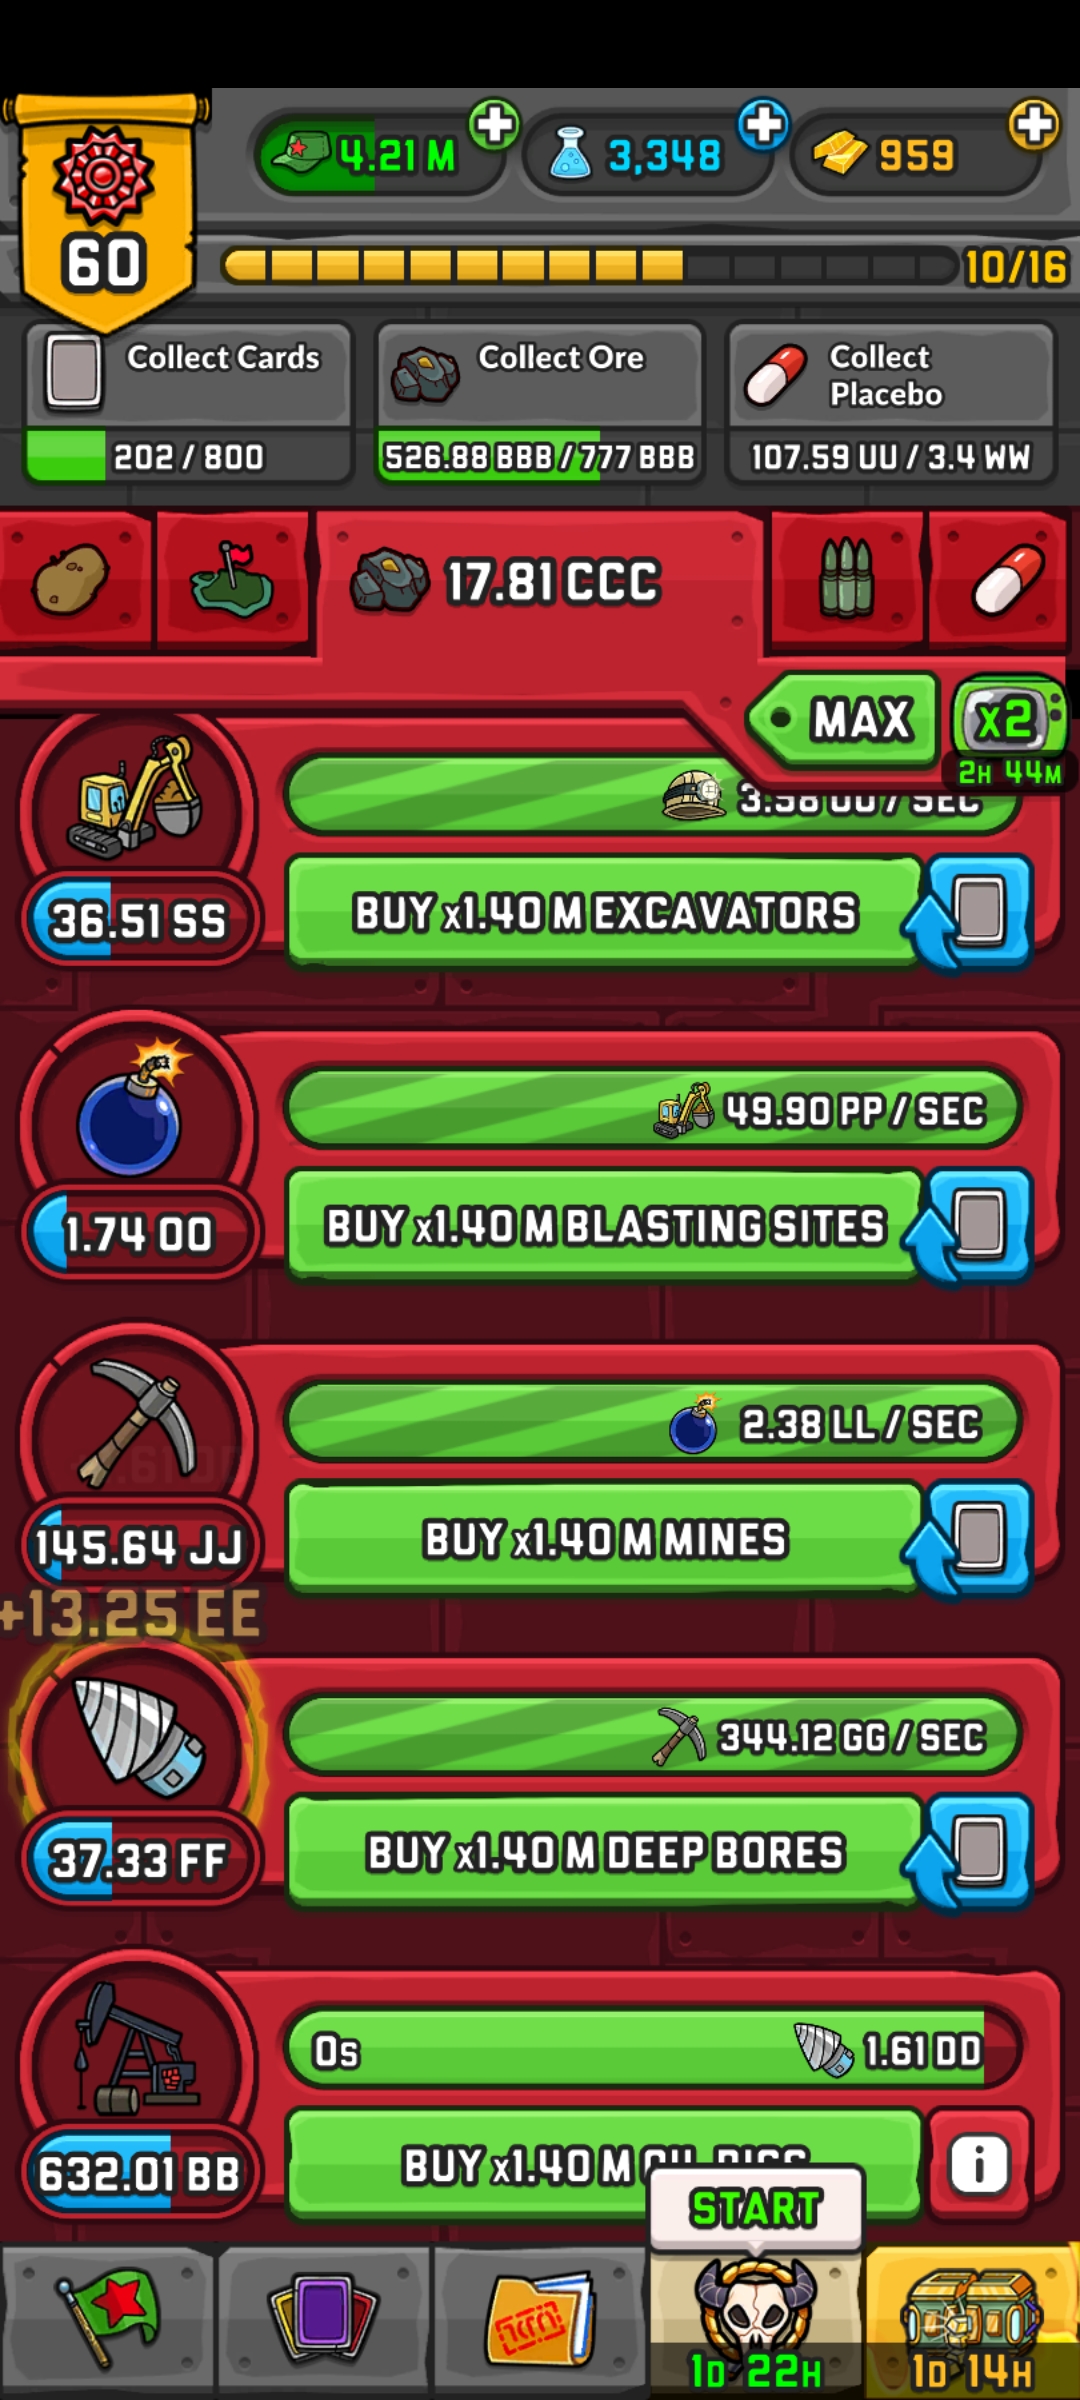 4.21 M
3,348
959
60
10/16
Collect Cards
Collect Ore
Collect
Placebo
202 / 800
526.88 BBB / 777 BBB
107.59 UU / 3.4 WW
17.81 CCC
MAX
x2
2H 44M
3.58 UU / SEC
36.51 SS
BUY x1.40 M EXCAVATORS
49.90 PP / SEC
1.74 OO
BUY x1.40 M BLASTING SITES
2.38 LL / SEC
145.64 JJ
BUY x1.40 M MINES
+13.25 EE
344.12 GG / SEC
37.33 FF
BUY x1.40 M DEEP BORES
0s
1.61 DD
632.01 BB
BUY x1.40 M OIL RIGS
i
START
1D 22H
1D 14H